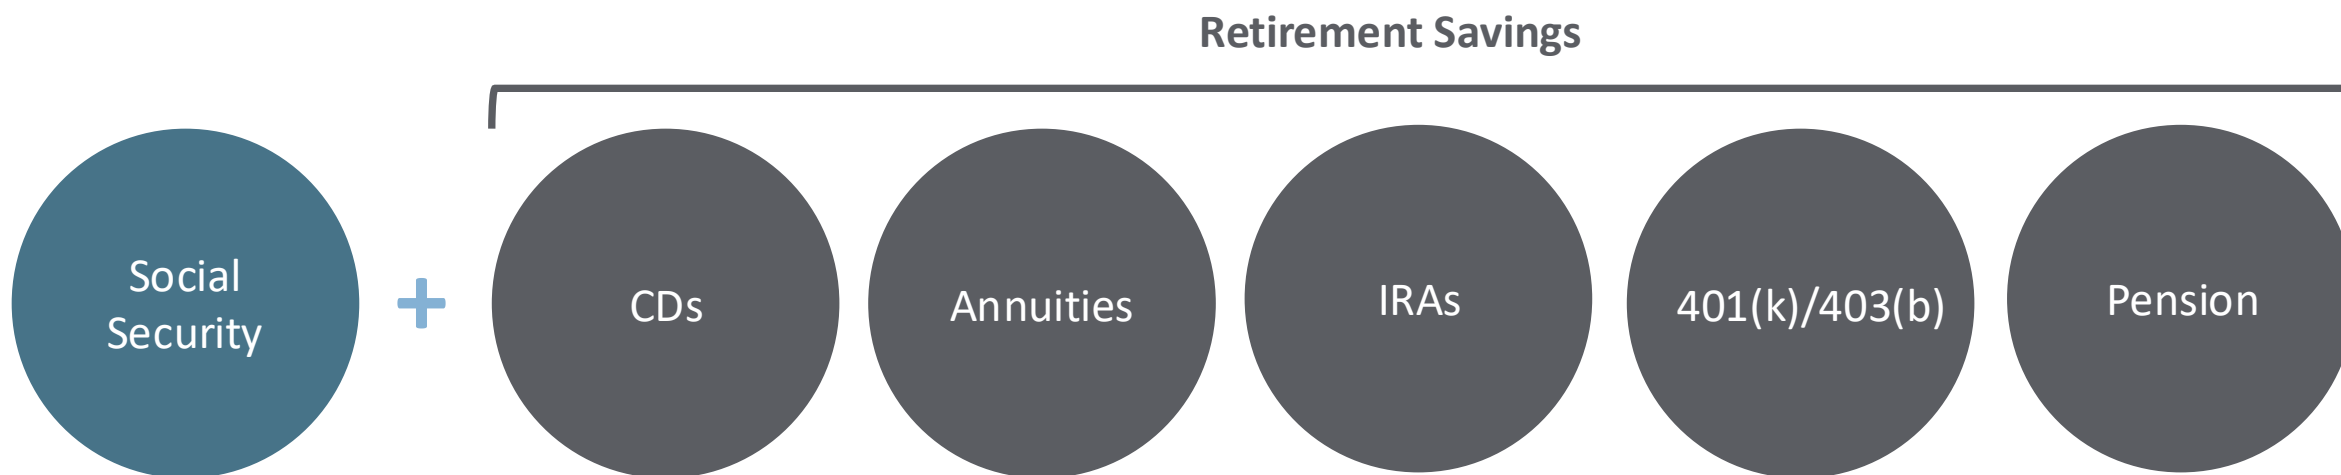 Retirement Savings
Social
Security
+
CDs
Annuities
IRAs
401(k)/403(b)
Pension